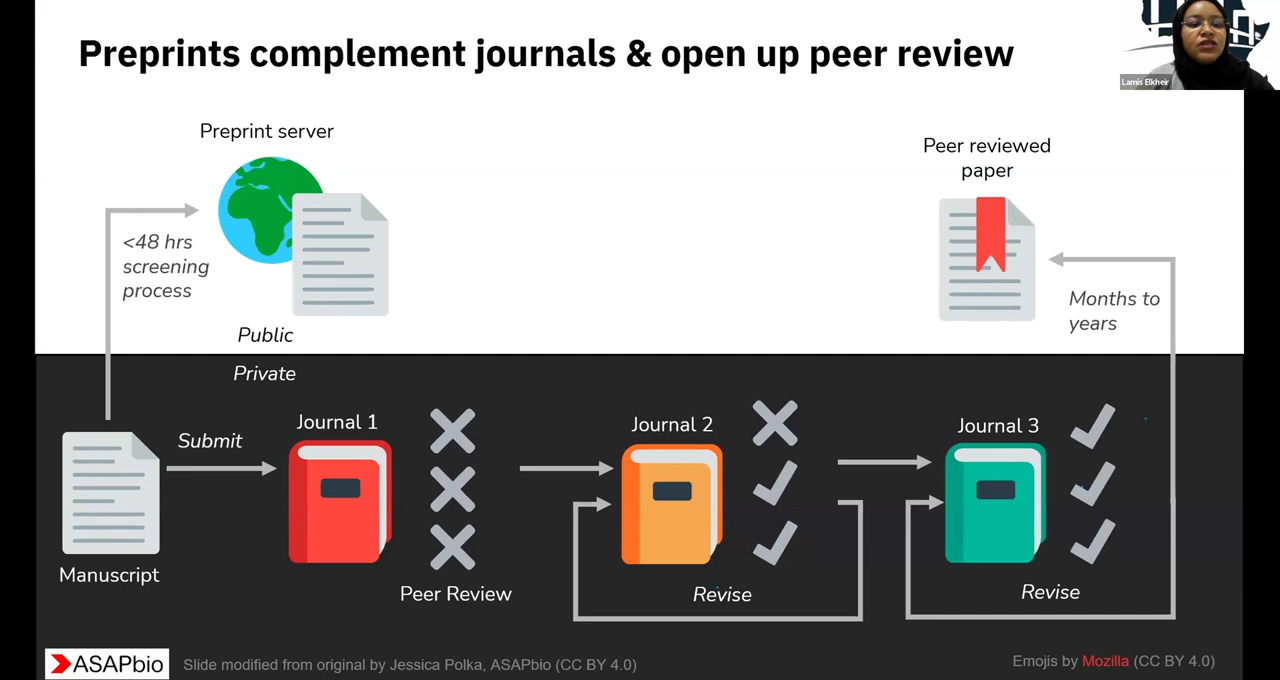 Preprints complement journals & open up peer review
Lamis Elkheir
Preprint server
<48 hrs
screening
process
Public
Peer reviewed
paper
Months to
years
Private
Manuscript
Submit
Journal 1
Peer Review
Journal 2
Revise
Journal 3
Revise
ASAPbio
Slide modified from original by Jessica Polka, ASAPbio (CC BY 4.0)
Emojis by Mozilla (CC BY 4.0)